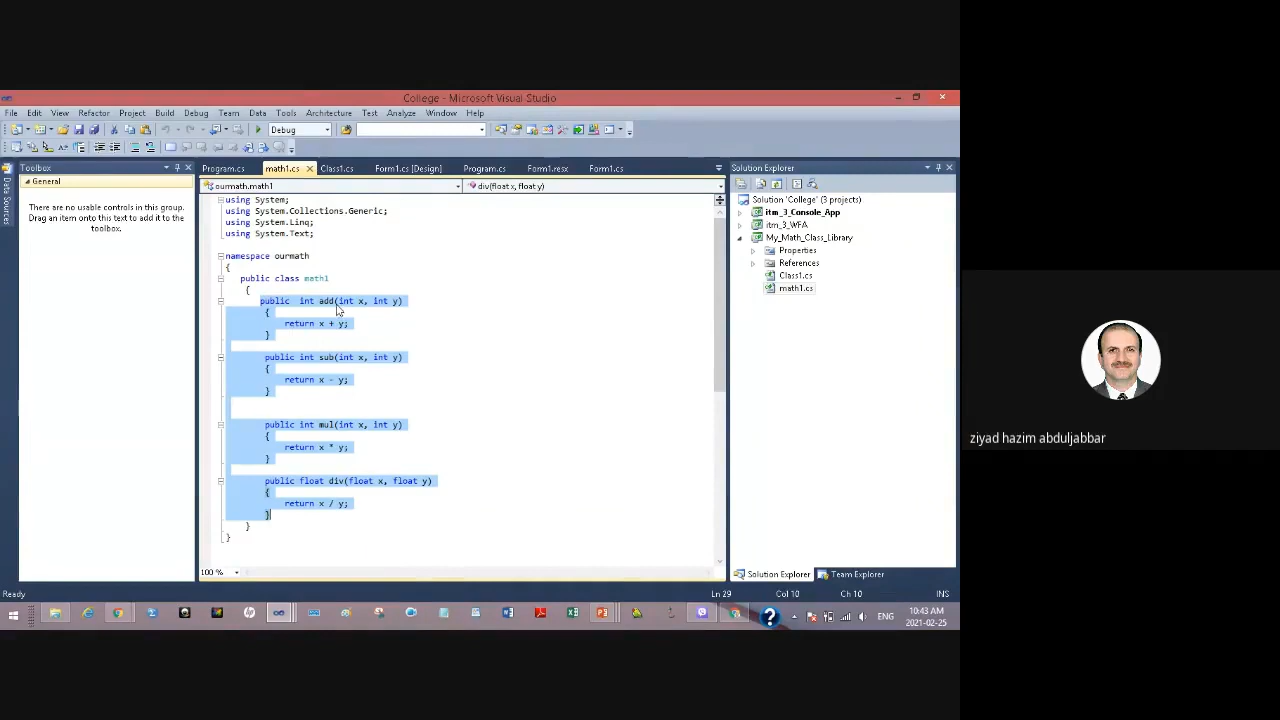 College - Microsoft Visual Studio
File Edit View Refactor Project Build Debug Team Data Tools Architecture Test Analyze Window Help
Debug
Toolbox
General
There are no usable controls in this group.
Drag an item onto this text to add it to the
toolbox.
Data Sources
Program.cs math1.cs Class1.cs Form1.cs [Design] Program.cs Form1.resx Form1.cs
ourmath.math1 div(float x, float y)
using System;
using System.Collections.Generic;
using System.Linq;
using System.Text;
namespace ourmath
{
public class math1
{
public int add(int x, int y)
{
return x + y;
}
public int sub(int x, int y)
{
return x - y;
}
public int mul(int x, int y)
{
return x * y;
}
public float div(float x, float y)
{
return x / y;
}
}
}
100 %
Solution Explorer
Solution 'College' (3 projects)
itm_3_Console_App
itm_3_WFA
My_Math_Class_Library
Properties
References
Class1.cs
math1.cs
Solution Explorer Team Explorer
Ready Ln 29 Col 10 Ch 10 INS
ENG
10:43 AM
2021-02-25
ziyad hazim abduljabbar